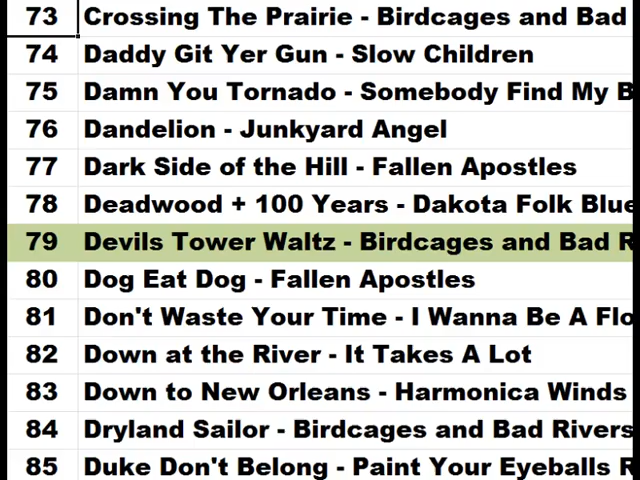 73 Crossing The Prairie - Birdcages and Bad
74 Daddy Git Yer Gun - Slow Children
75 Damn You Tornado - Somebody Find My B
76 Dandelion - Junkyard Angel
77 Dark Side of the Hill - Fallen Apostles
78 Deadwood + 100 Years - Dakota Folk Blue
79 Devils Tower Waltz - Birdcages and Bad R
80 Dog Eat Dog - Fallen Apostles
81 Don't Waste Your Time - I Wanna Be A Flo
82 Down at the River - It Takes A Lot
83 Down to New Orleans - Harmonica Winds
84 Dryland Sailor - Birdcages and Bad Rivers
85 Duke Don't Belong - Paint Your Eyeballs R